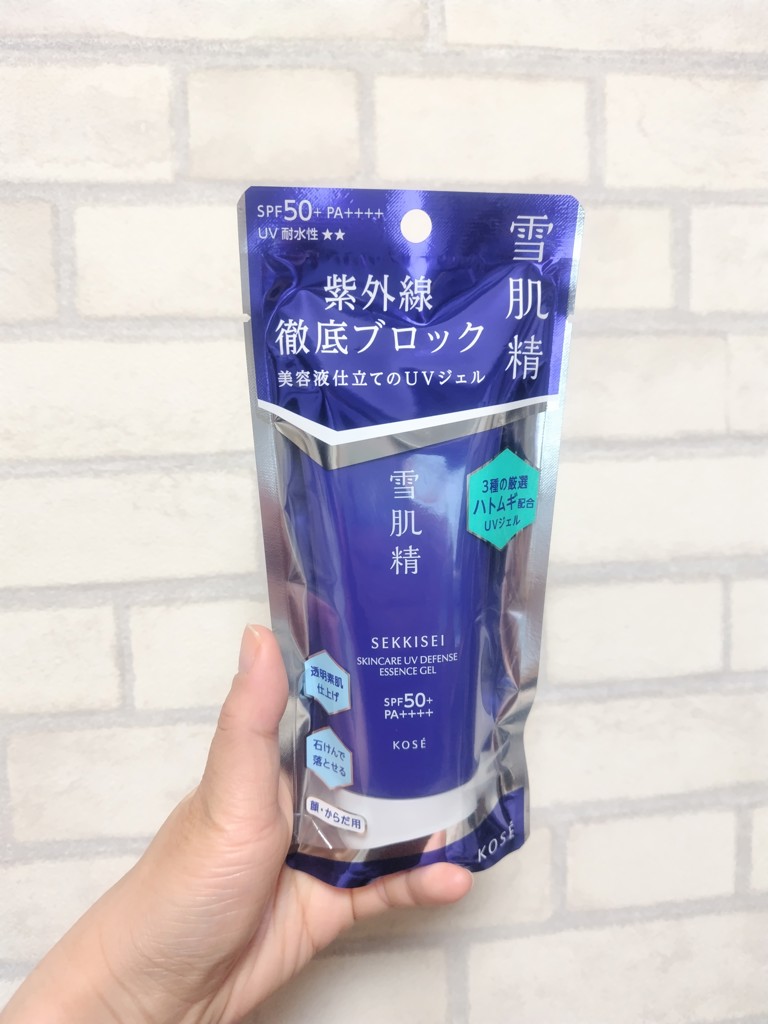 SPF50+ PA++++
UV 耐水性★★
雪肌精
紫外線
徹底ブロック
美容液仕立てのUVジェル
雪肌精
3種の厳選
ハトムギ配合
UVジェル
SEKKISEI
SKINCARE UV DEFENSE
ESSENCE GEL
SPF50+
PA++++
KOSÉ
透明素肌
仕上げ
石けんで
落とせる
顔・からだ用
KOSÉ